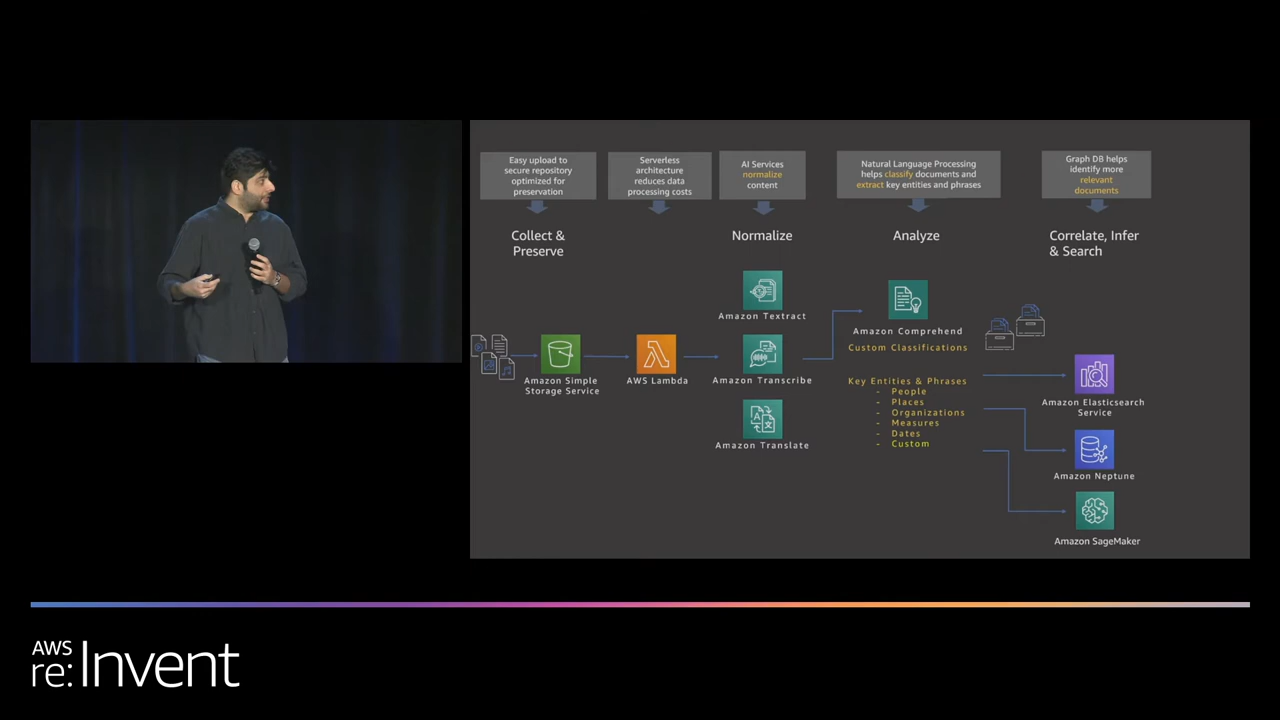 Easy upload to
secure repository
optimized for
preservation
Serverless
architecture
reduces data
processing costs
AI Services
normalize
content
Natural Language Processing
helps classify documents and
extract key entities and phrases
Graph DB helps
identify more
relevant
documents
Collect &
Preserve
Normalize
Analyze
Correlate, Infer
& Search
Amazon Simple
Storage Service
AWS Lambda
Amazon Textract
Amazon Transcribe
Amazon Translate
Amazon Comprehend
Custom Classifications
Key Entities & Phrases
- People
- Places
- Organizations
- Measures
- Dates
- Custom
Amazon Elasticsearch
Service
Amazon Neptune
Amazon SageMaker
AWS
re:Invent